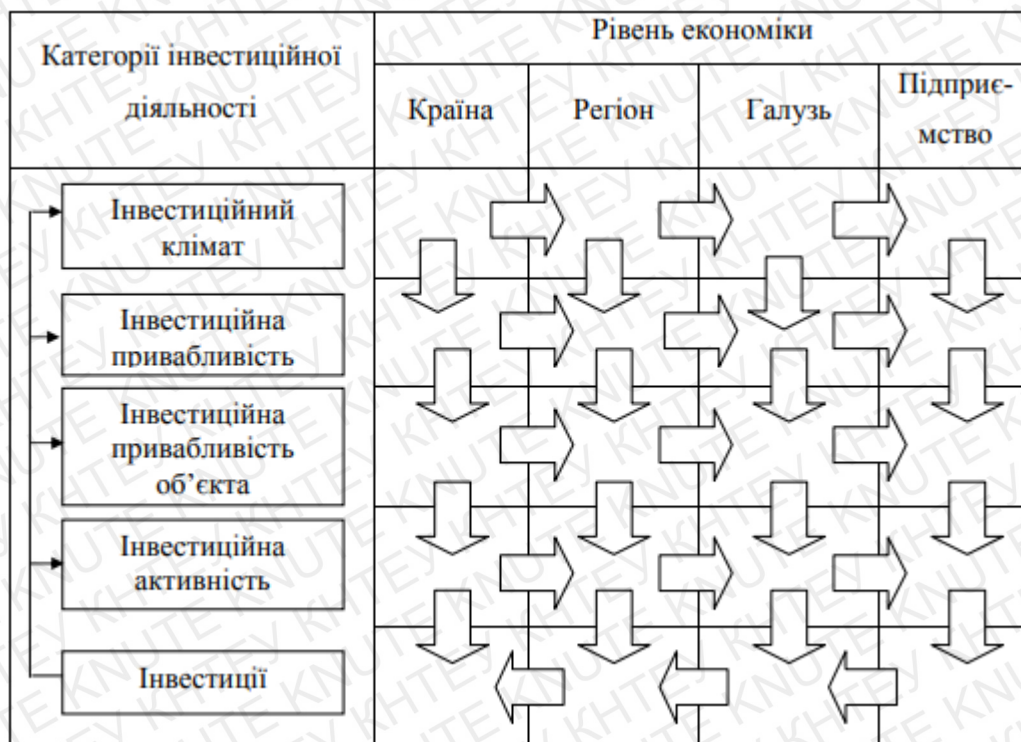 Категорії інвестиційної
діяльності
Рівень економіки
Країна
Регіон
Галузь
Підприє-
мство
Інвестиційний
клімат
Інвестиційна
привабливість
Інвестиційна
привабливість
об’єкта
Інвестиційна
активність
Інвестиції